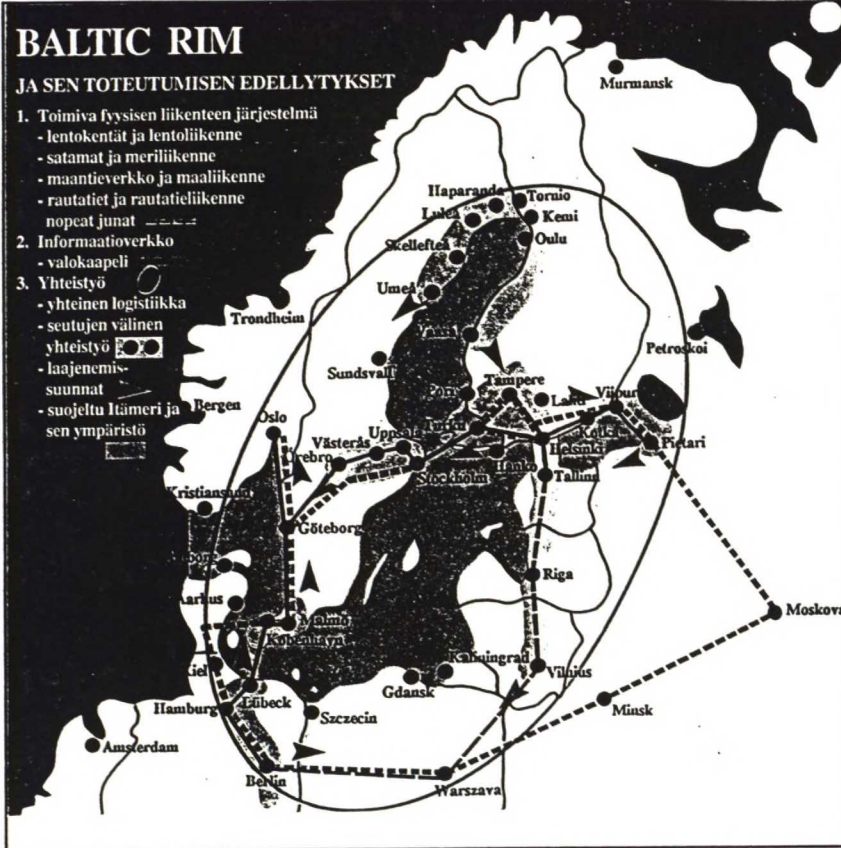 BALTIC RIM
JA SEN TOTEUTUMISEN EDELLYTYKSET
1. Toimiva fyysisen liikenteen järjestelmä
- lentokentät ja lentoliikenne
- satamat ja meriliikenne
- maantieverkko ja maaliikenne
- rautatiet ja rautatieliikenne
nopeat junat
2. Informaatioverkko
- valokaapeli
3. Yhteistyö
- yhteinen logistiikka
- seutujen välinen
yhteistyö
- laajenemis-
suunnat
- suojeltu Itämeri ja
sen ympäristö
Murmansk
Haparanda
Tornio
Luleå
Kemi
Skellefteå
Oulu
Umeå
Trondheim
Vaasa
Petroskoi
Sundsvall
Tampere
Pori
Lahti
Viipuri
Bergen
Oslo
Turku
Kotka
Uppsala
Västerås
Helsinki
Pietari
Örebro
Stockholm
Hanko
Tallinn
Kristiansund
Göteborg
Riga
Malmö
Moskova
København
Kaliningrad
Vilnius
Kiel
Gdansk
Lübeck
Hamburg
Szczecin
Minsk
Amsterdam
Berlin
Warszava